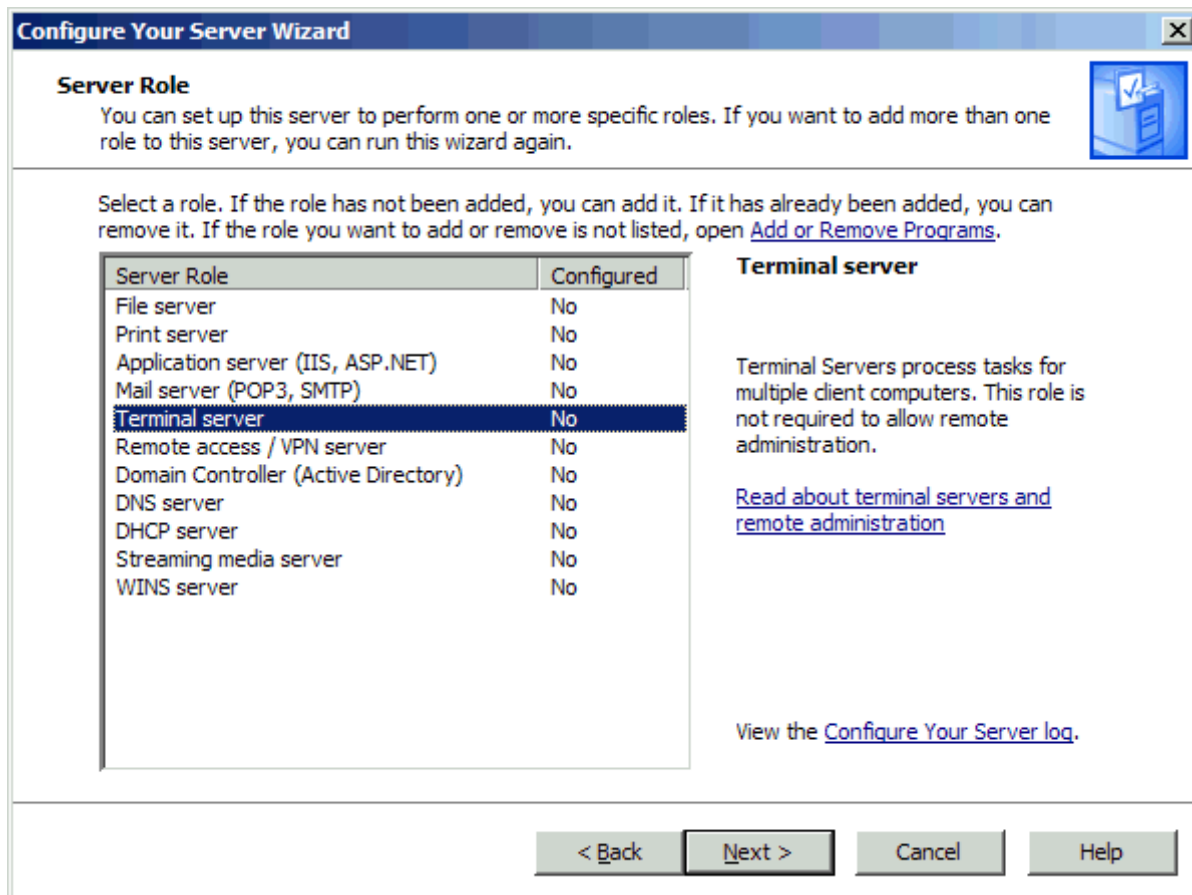 Configure Your Server Wizard
Server Role
You can set up this server to perform one or more specific roles. If you want to add more than one
role to this server, you can run this wizard again.
Select a role. If the role has not been added, you can add it. If it has already been added, you can
remove it. If the role you want to add or remove is not listed, open Add or Remove Programs.
Server Role Configured
File server No
Print server No
Application server (IIS, ASP.NET) No
Mail server (POP3, SMTP) No
Terminal server No
Remote access / VPN server No
Domain Controller (Active Directory) No
DNS server No
DHCP server No
Streaming media server No
WINS server No
Terminal server
Terminal Servers process tasks for
multiple client computers. This role is
not required to allow remote
administration.
Read about terminal servers and
remote administration
View the Configure Your Server log.
< Back Next > Cancel Help